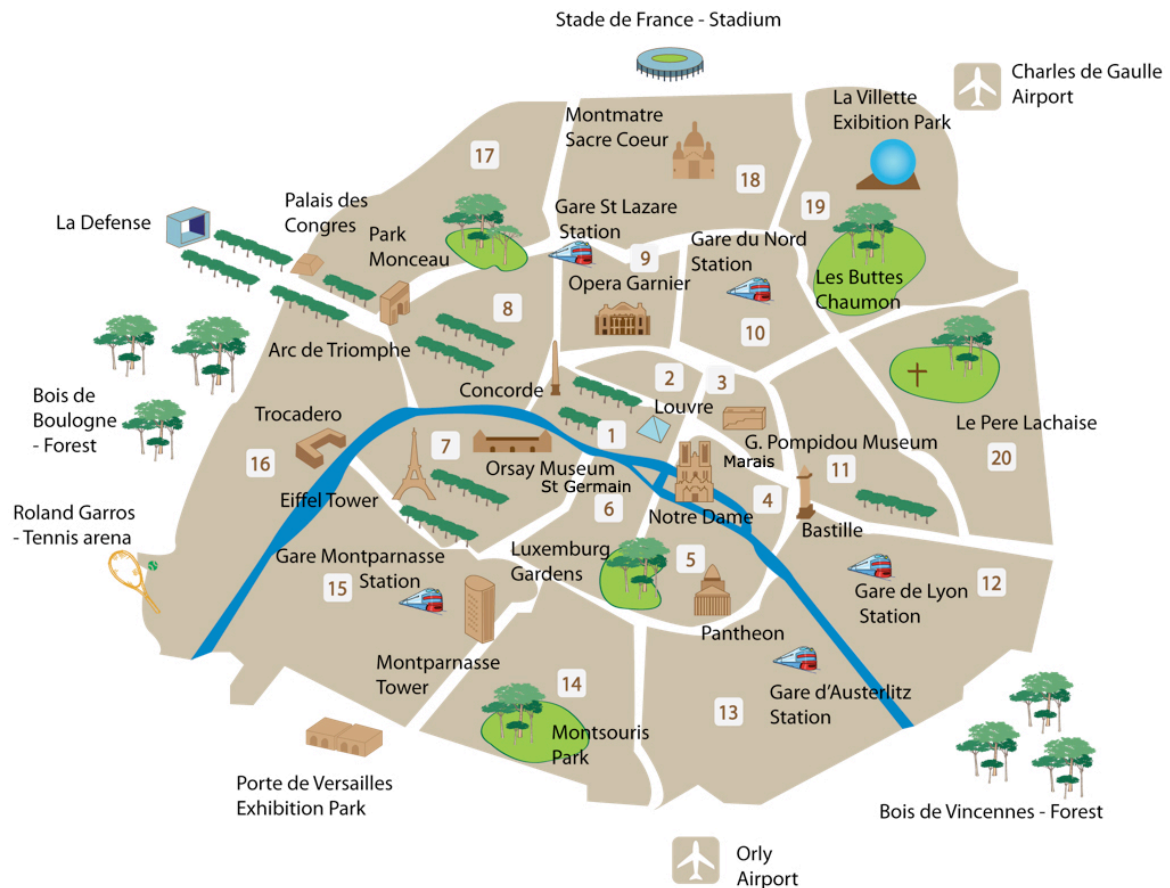 Stade de France - Stadium
Charles de Gaulle
Airport
La Villette
Exibition Park
Montmatre
Sacre Coeur
17
18
Palais des
Congres
La Defense
Park
Monceau
Gare St Lazare
Station
19
9
Gare du Nord
Station
Opera Garnier
Les Buttes
Chaumon
8
10
Arc de Triomphe
Concorde
2
3
Louvre
Bois de
Boulogne
- Forest
Trocadero
Le Pere Lachaise
1
7
G. Pompidou Museum
Marais
16
Orsay Museum
St Germain
11
20
Eiffel Tower
6
4
Notre Dame
Roland Garros
- Tennis arena
Bastille
Gare Montparnasse
Station
Luxemburg
Gardens
5
15
12
Gare de Lyon
Station
Pantheon
Montparnasse
Tower
14
13
Gare d'Austerlitz
Station
Montsouris
Park
Porte de Versailles
Exhibition Park
Bois de Vincennes - Forest
Orly
Airport